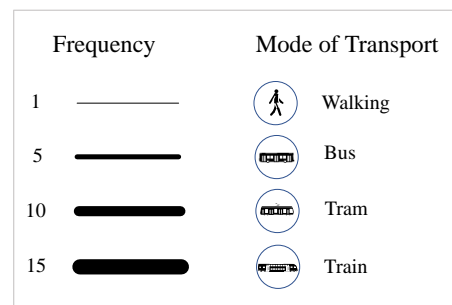 Frequency Mode of Transport
1 Walking
5 Bus
10 Tram
15 Train